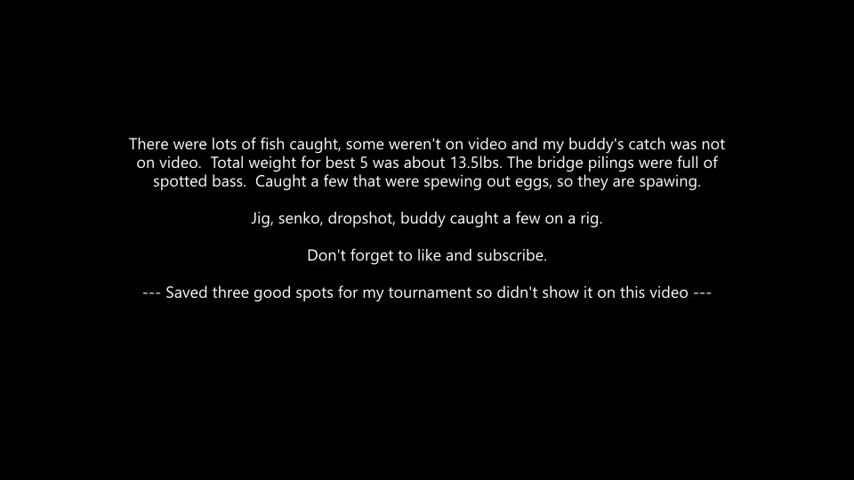 There were lots of fish caught, some weren't on video and my buddy's catch was not
on video.  Total weight for best 5 was about 13.5lbs. The bridge pilings were full of
spotted bass.  Caught a few that were spewing out eggs, so they are spawing.
Jig, senko, dropshot, buddy caught a few on a rig.
Don't forget to like and subscribe.
--- Saved three good spots for my tournament so didn't show it on this video ---